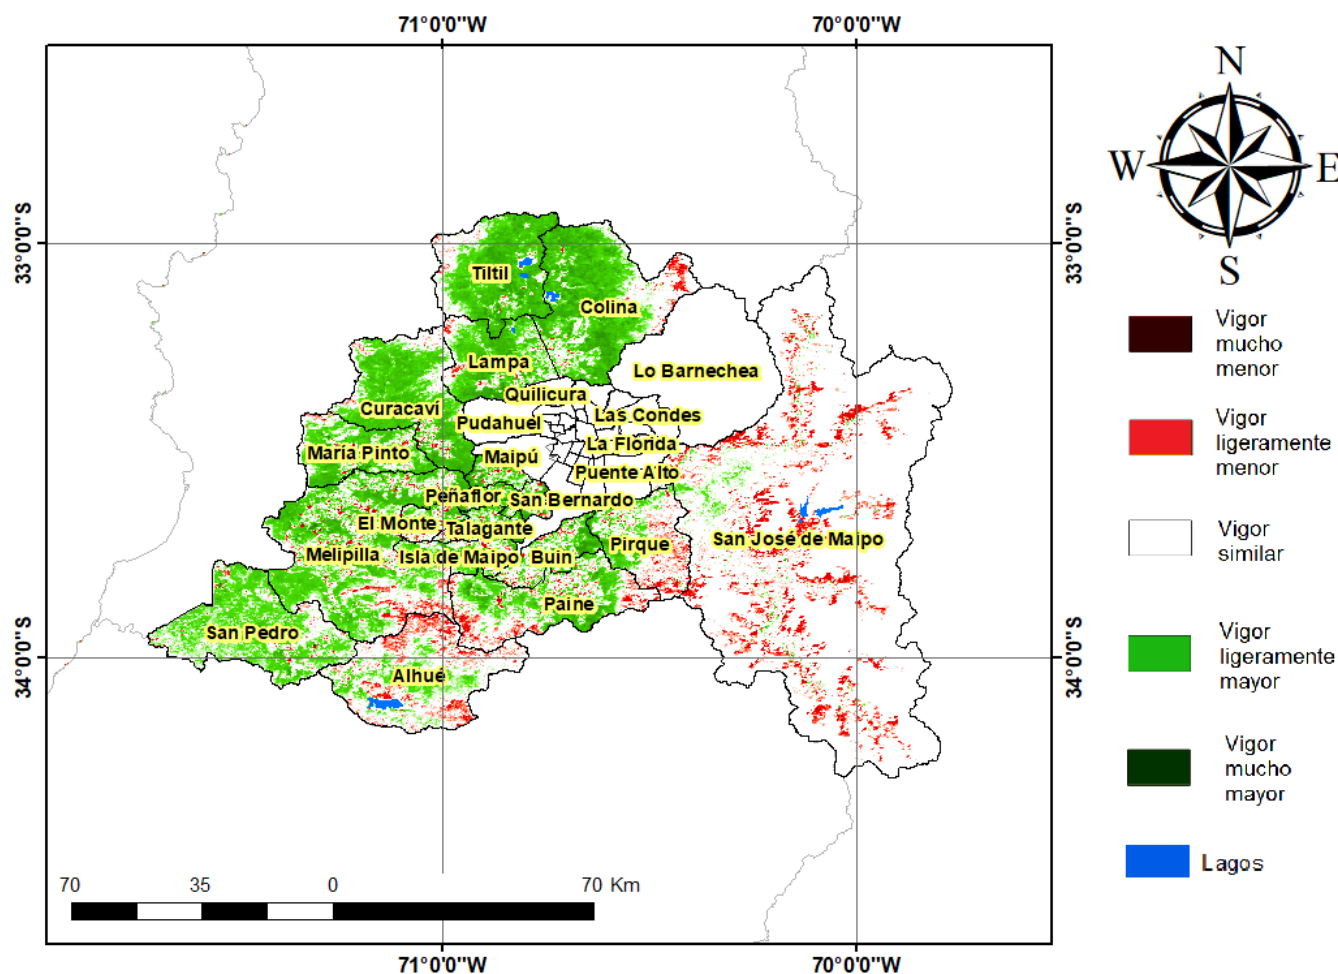 71°0'0"W
70°0'0"W
N
W
E
S
33°0'0"S
33°0'0"S
Tiltil
Colina
Lampa
Lo Barnechea
Quilicura
Curacaví
Pudahuel
Las Condes
María Pinto
Maipú
La Florida
Puente Alto
Peñaflor
San Bernardo
El Monte
Talagante
Melipilla
Isla de Maipo
Buin
Pirque
San José de Maipo
Paine
San Pedro
Alhué
34°0'0"S
34°0'0"S
Vigor
mucho
menor
Vigor
ligeramente
menor
Vigor
similar
Vigor
ligeramente
mayor
Vigor
mucho
mayor
Lagos
70
35
0
70 Km
71°0'0"W
70°0'0"W